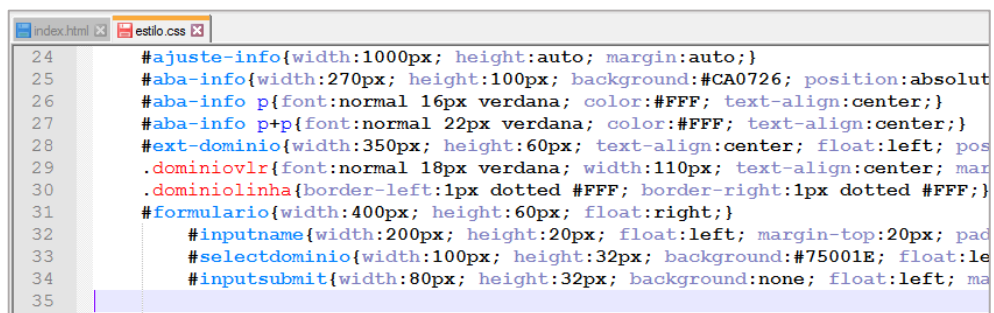 index.html estilo.css
24 #ajuste-info{width:1000px; height:auto; margin:auto;}
25 #aba-info{width:270px; height:100px; background:#CA0726; position:absolut
26 #aba-info p{font:normal 16px verdana; color:#FFF; text-align:center;}
27 #aba-info p+p{font:normal 22px verdana; color:#FFF; text-align:center;}
28 #ext-dominio{width:350px; height:60px; text-align:center; float:left; pos
29 .dominiovlr{font:normal 18px verdana; width:110px; text-align:center; mar
30 .dominiolinha{border-left:1px dotted #FFF; border-right:1px dotted #FFF;}
31 #formulario{width:400px; height:60px; float:right;}
32 #inputname{width:200px; height:20px; float:left; margin-top:20px; pad
33 #selectdominio{width:100px; height:32px; background:#75001E; float:le
34 #inputsubmit{width:80px; height:32px; background:none; float:left; ma
35